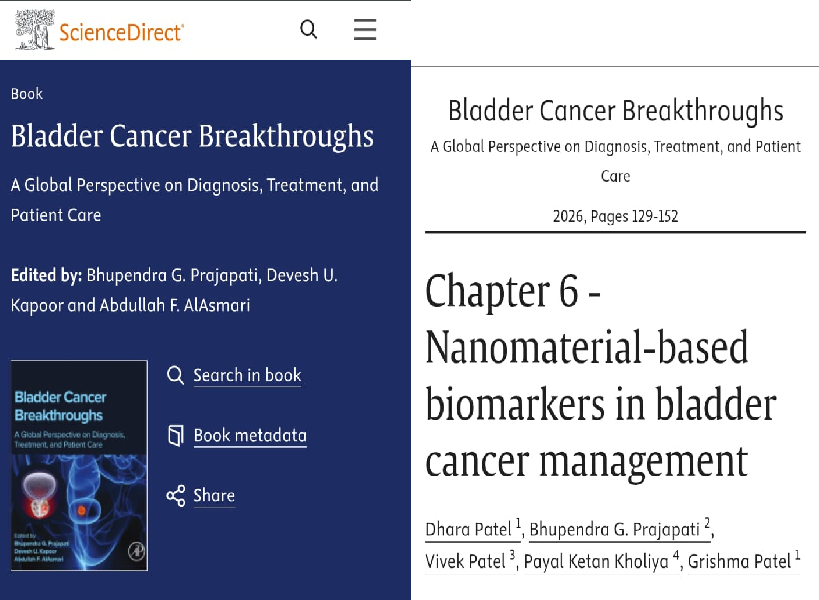 ScienceDirect®
Book
Bladder Cancer Breakthroughs
A Global Perspective on Diagnosis, Treatment, and
Patient Care
Edited by: Bhupendra G. Prajapati, Devesh U.
Kapoor and Abdullah F. AlAsmari
Bladder Cancer
Breakthroughs
A Global Perspective on Diagnosis,
Treatment, and Patient Care
Edited by
Bhupendra G. Prajapati
Devesh U. Kapoor
Abdullah F. AlAsmari
Search in book
Book metadata
Share
Bladder Cancer Breakthroughs
A Global Perspective on Diagnosis, Treatment, and Patient
Care
2026, Pages 129-152
Chapter 6 -
Nanomaterial-based
biomarkers in bladder
cancer management
Dhara Patel 1, Bhupendra G. Prajapati 2,
Vivek Patel 3, Payal Ketan Kholiya 4, Grishma Patel 1